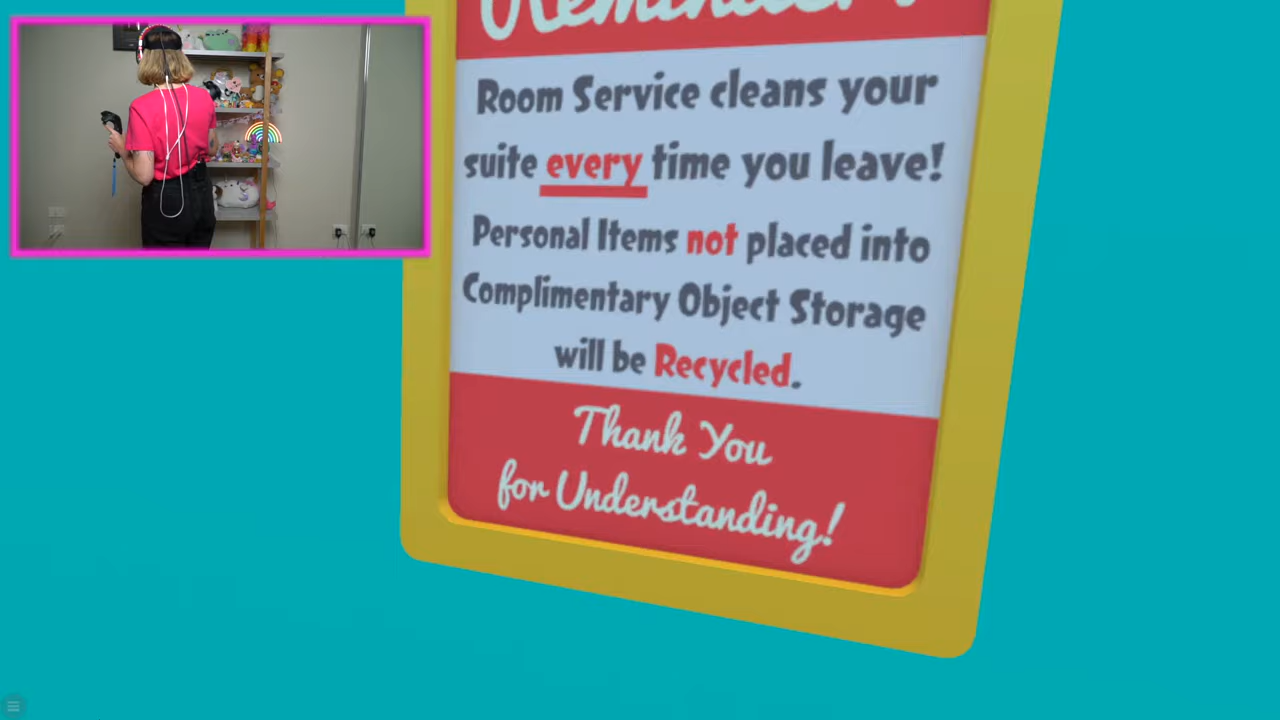 Reminder!
Room Service cleans your
suite every time you leave!
Personal Items not placed into
Complimentary Object Storage
will be Recycled.
Thank You
for Understanding!